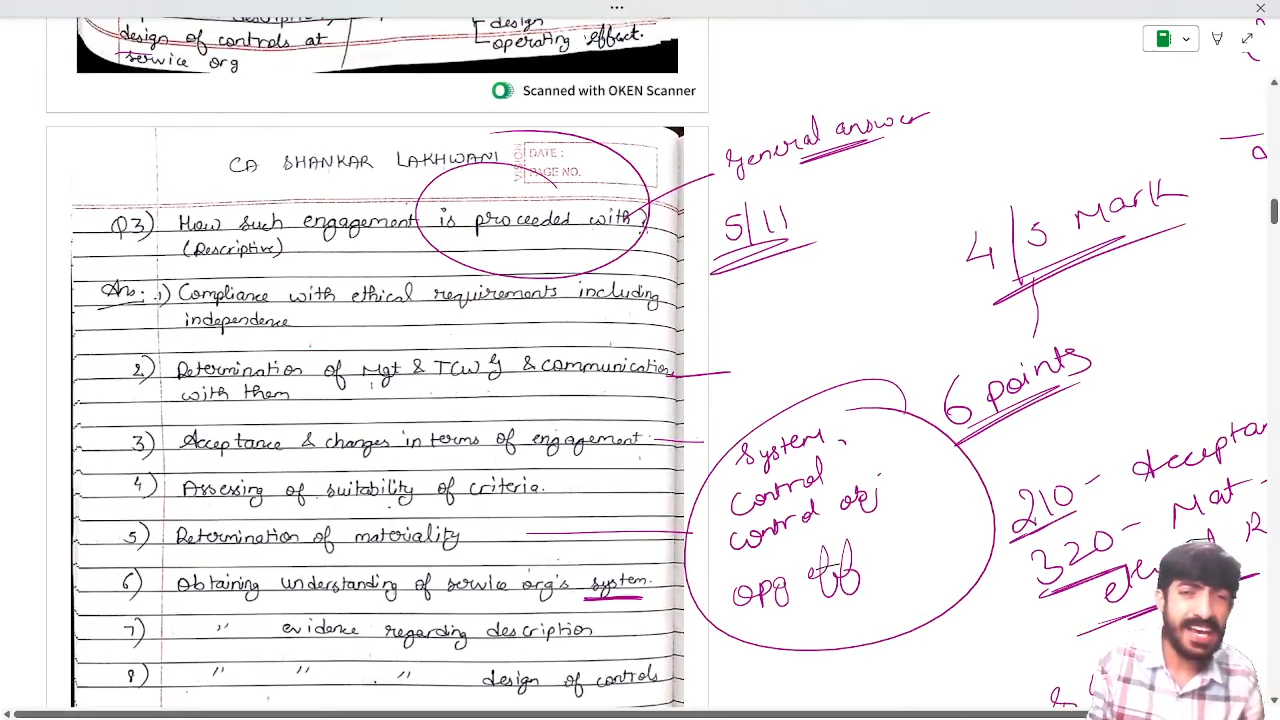 design of controls at
service org
design
operating effect.
Scanned with OKEN Scanner
CA SHANKAR LAKHWANI
DATE :
PAGE NO.
Q3) How such engagement is proceeded with ?
(Descriptive)
Ans:- 1) Compliance with ethical requirements including
independence
2) Determination of Mgt & TCWG & communication
with them
3) Acceptance & changes in terms of engagement.
4) Assessing of suitability of criteria.
5) Determination of materiality
6) Obtaining understanding of service org's system.
7) " evidence regarding description
8) " " " design of controls
General answer
5/11
4/5 Mark
6 points
System,
Control
Control obj
opg eff
210 - Acceptan
320 - Mat -